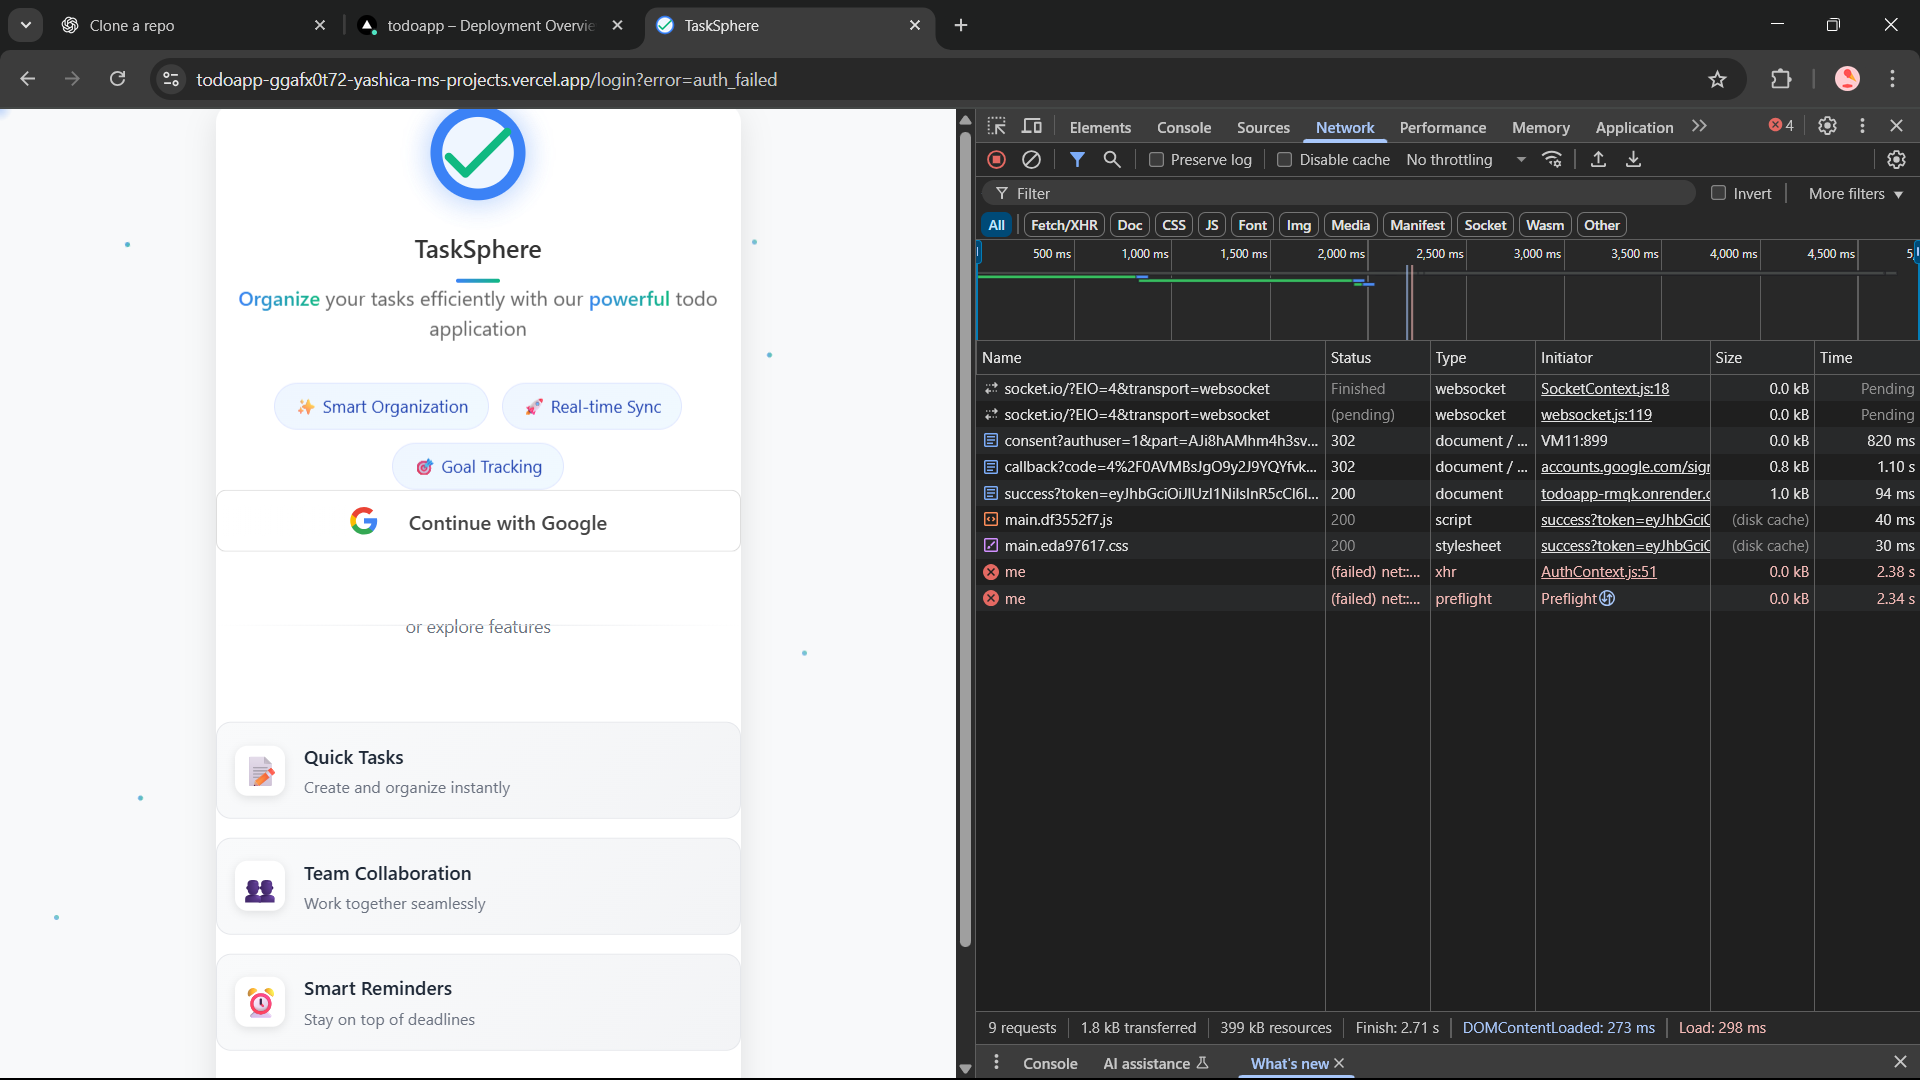 Clone a repo
todoapp – Deployment Overvie
TaskSphere
todoapp-ggafx0t72-yashica-ms-projects.vercel.app/login?error=auth_failed
TaskSphere
Organize your tasks efficiently with our powerful todo
application
✨ Smart Organization
🚀 Real-time Sync
🎯 Goal Tracking
Continue with Google
or explore features
Quick Tasks
Create and organize instantly
Team Collaboration
Work together seamlessly
Smart Reminders
Stay on top of deadlines
Elements Console Sources Network Performance Memory Application 4
Preserve log Disable cache No throttling
Filter Invert More filters
All Fetch/XHR Doc CSS JS Font Img Media Manifest Socket Wasm Other
500 ms 1,000 ms 1,500 ms 2,000 ms 2,500 ms 3,000 ms 3,500 ms 4,000 ms 4,500 ms 5
Name Status Type Initiator Size Time
socket.io/?EIO=4&transport=websocket Finished websocket SocketContext.js:18 0.0 kB Pending
socket.io/?EIO=4&transport=websocket (pending) websocket websocket.js:119 0.0 kB Pending
consent?authuser=1&part=AJi8hAMhm4h3sv... 302 document / ... VM11:899 0.0 kB 820 ms
callback?code=4%2F0AVMBsJgO9y2J9YQYfvk... 302 document / ... accounts.google.com/sigr 0.8 kB 1.10 s
success?token=eyJhbGciOiJIUzI1NiIsInR5cCI6I... 200 document todoapp-rmqk.onrender.c 1.0 kB 94 ms
main.df3552f7.js 200 script success?token=eyJhbGciC (disk cache) 40 ms
main.eda97617.css 200 stylesheet success?token=eyJhbGciC (disk cache) 30 ms
me (failed) net::... xhr AuthContext.js:51 0.0 kB 2.38 s
me (failed) net::... preflight Preflight 0.0 kB 2.34 s
9 requests 1.8 kB transferred 399 kB resources Finish: 2.71 s DOMContentLoaded: 273 ms Load: 298 ms
Console AI assistance What's new